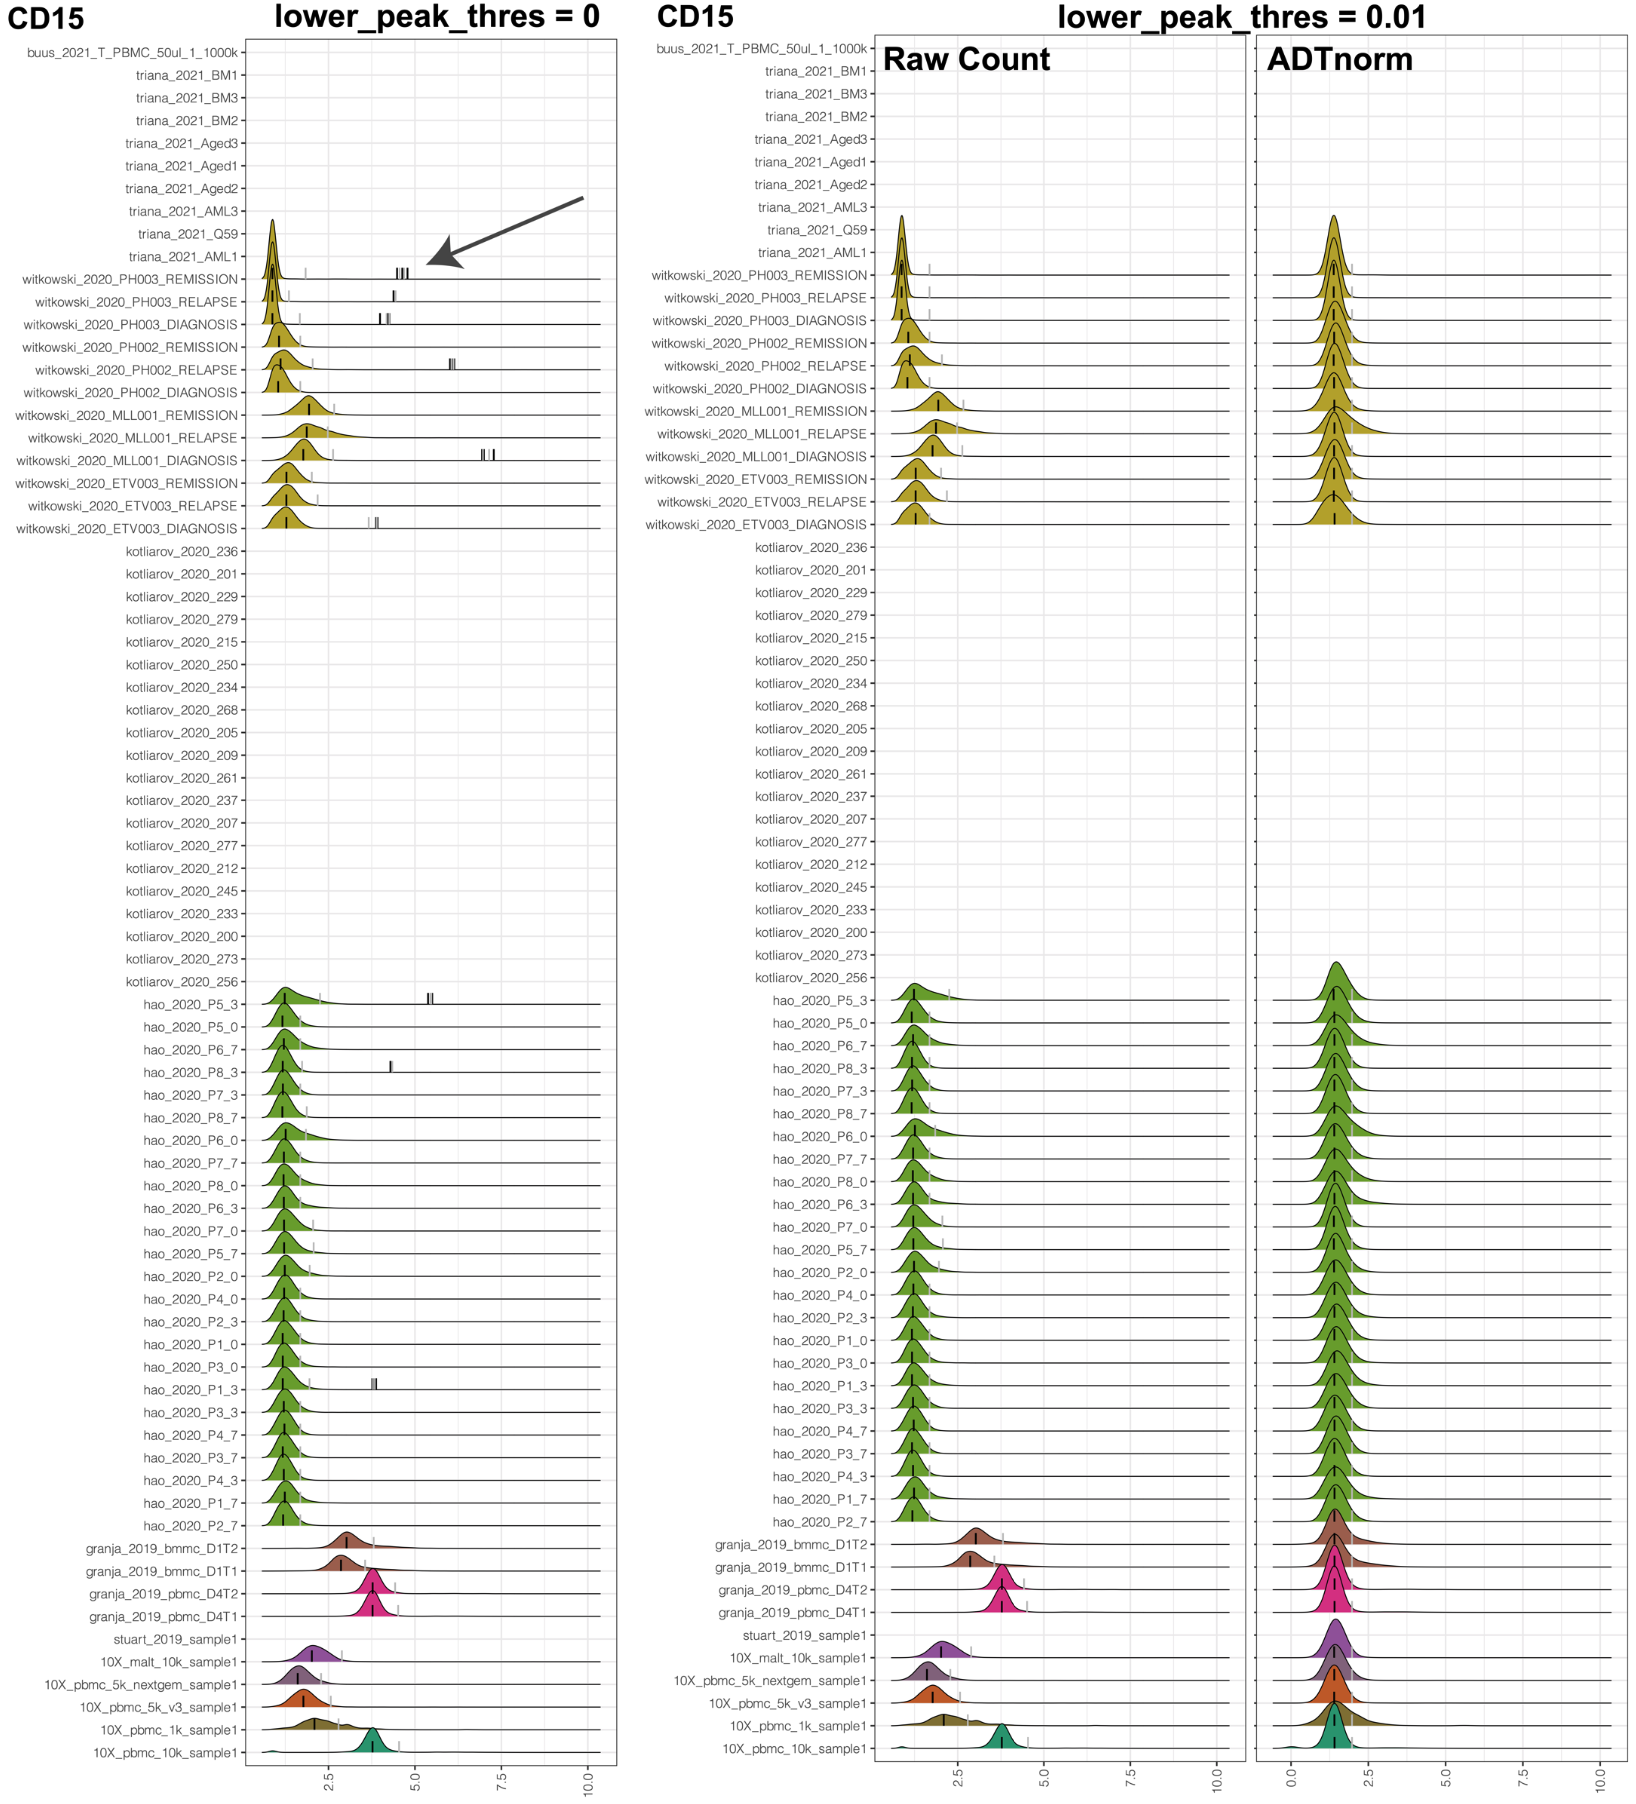 CD15
lower_peak_thres = 0
buus_2021_T_PBMC_50ul_1_1000k
triana_2021_BM1
triana_2021_BM3
triana_2021_BM2
triana_2021_Aged3
triana_2021_Aged1
triana_2021_Aged2
triana_2021_AML3
triana_2021_Q59
triana_2021_AML1
witkowski_2020_PH003_REMISSION
witkowski_2020_PH003_RELAPSE
witkowski_2020_PH003_DIAGNOSIS
witkowski_2020_PH002_REMISSION
witkowski_2020_PH002_RELAPSE
witkowski_2020_PH002_DIAGNOSIS
witkowski_2020_MLL001_REMISSION
witkowski_2020_MLL001_RELAPSE
witkowski_2020_MLL001_DIAGNOSIS
witkowski_2020_ETV003_REMISSION
witkowski_2020_ETV003_RELAPSE
witkowski_2020_ETV003_DIAGNOSIS
kotliarov_2020_236
kotliarov_2020_201
kotliarov_2020_229
kotliarov_2020_279
kotliarov_2020_215
kotliarov_2020_250
kotliarov_2020_234
kotliarov_2020_268
kotliarov_2020_205
kotliarov_2020_209
kotliarov_2020_261
kotliarov_2020_237
kotliarov_2020_207
kotliarov_2020_277
kotliarov_2020_212
kotliarov_2020_245
kotliarov_2020_233
kotliarov_2020_200
kotliarov_2020_273
kotliarov_2020_256
hao_2020_P5_3
hao_2020_P5_0
hao_2020_P6_7
hao_2020_P8_3
hao_2020_P7_3
hao_2020_P8_7
hao_2020_P6_0
hao_2020_P7_7
hao_2020_P8_0
hao_2020_P6_3
hao_2020_P7_0
hao_2020_P5_7
hao_2020_P2_0
hao_2020_P4_0
hao_2020_P2_3
hao_2020_P1_0
hao_2020_P3_0
hao_2020_P1_3
hao_2020_P3_3
hao_2020_P4_7
hao_2020_P3_7
hao_2020_P4_3
hao_2020_P1_7
hao_2020_P2_7
granja_2019_bmmc_D1T2
granja_2019_bmmc_D1T1
granja_2019_pbmc_D4T2
granja_2019_pbmc_D4T1
stuart_2019_sample1
10X_malt_10k_sample1
10X_pbmc_5k_nextgem_sample1
10X_pbmc_5k_v3_sample1
10X_pbmc_1k_sample1
10X_pbmc_10k_sample1
2.5 5.0 7.5 10.0
CD15
lower_peak_thres = 0.01
Raw Count
ADTnorm
buus_2021_T_PBMC_50ul_1_1000k
triana_2021_BM1
triana_2021_BM3
triana_2021_BM2
triana_2021_Aged3
triana_2021_Aged1
triana_2021_Aged2
triana_2021_AML3
triana_2021_Q59
triana_2021_AML1
witkowski_2020_PH003_REMISSION
witkowski_2020_PH003_RELAPSE
witkowski_2020_PH003_DIAGNOSIS
witkowski_2020_PH002_REMISSION
witkowski_2020_PH002_RELAPSE
witkowski_2020_PH002_DIAGNOSIS
witkowski_2020_MLL001_REMISSION
witkowski_2020_MLL001_RELAPSE
witkowski_2020_MLL001_DIAGNOSIS
witkowski_2020_ETV003_REMISSION
witkowski_2020_ETV003_RELAPSE
witkowski_2020_ETV003_DIAGNOSIS
kotliarov_2020_236
kotliarov_2020_201
kotliarov_2020_229
kotliarov_2020_279
kotliarov_2020_215
kotliarov_2020_250
kotliarov_2020_234
kotliarov_2020_268
kotliarov_2020_205
kotliarov_2020_209
kotliarov_2020_261
kotliarov_2020_237
kotliarov_2020_207
kotliarov_2020_277
kotliarov_2020_212
kotliarov_2020_245
kotliarov_2020_233
kotliarov_2020_200
kotliarov_2020_273
kotliarov_2020_256
hao_2020_P5_3
hao_2020_P5_0
hao_2020_P6_7
hao_2020_P8_3
hao_2020_P7_3
hao_2020_P8_7
hao_2020_P6_0
hao_2020_P7_7
hao_2020_P8_0
hao_2020_P6_3
hao_2020_P7_0
hao_2020_P5_7
hao_2020_P2_0
hao_2020_P4_0
hao_2020_P2_3
hao_2020_P1_0
hao_2020_P3_0
hao_2020_P1_3
hao_2020_P3_3
hao_2020_P4_7
hao_2020_P3_7
hao_2020_P4_3
hao_2020_P1_7
hao_2020_P2_7
granja_2019_bmmc_D1T2
granja_2019_bmmc_D1T1
granja_2019_pbmc_D4T2
granja_2019_pbmc_D4T1
stuart_2019_sample1
10X_malt_10k_sample1
10X_pbmc_5k_nextgem_sample1
10X_pbmc_5k_v3_sample1
10X_pbmc_1k_sample1
10X_pbmc_10k_sample1
2.5 5.0 7.5 10.0
0.0 2.5 5.0 7.5 10.0